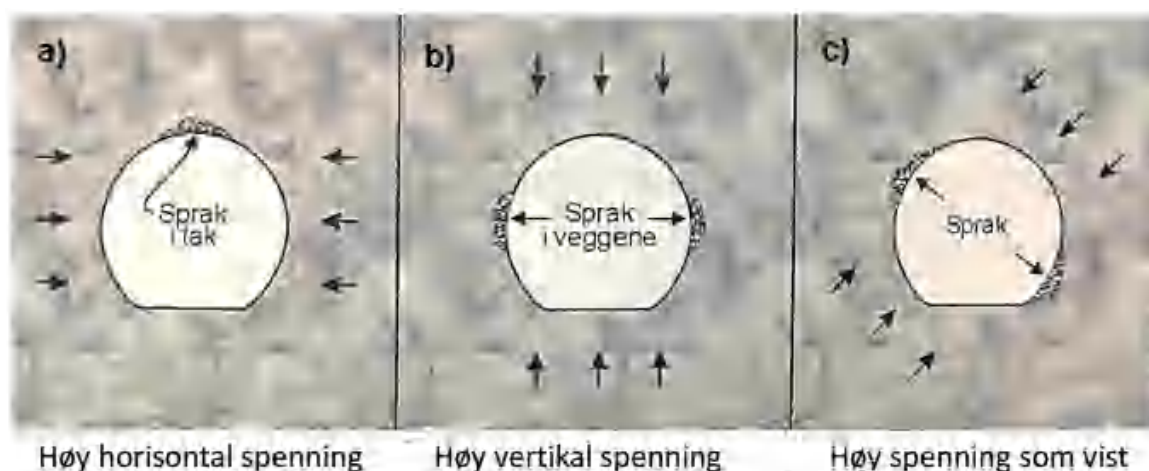 a)
Sprak
i tak
Høy horisontal spenning
b)
Sprak
i veggene
Høy vertikal spenning
c)
Sprak
Høy spenning som vist